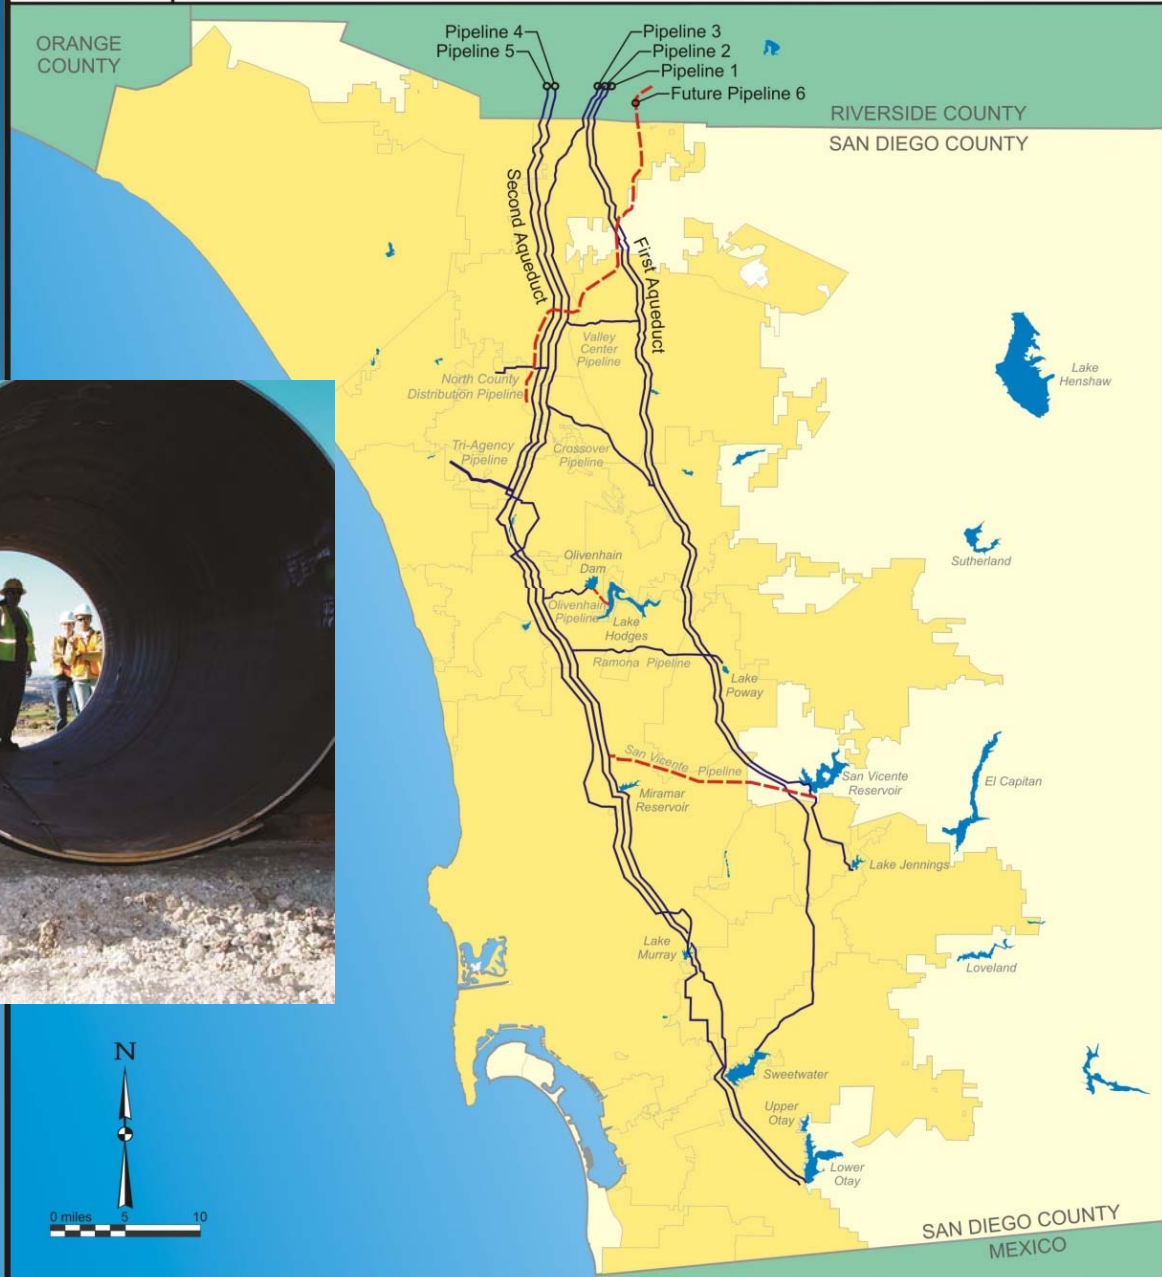 ORANGE
COUNTY
Pipeline 4
Pipeline 5
Pipeline 3
Pipeline 2
Pipeline 1
Future Pipeline 6
RIVERSIDE COUNTY
SAN DIEGO COUNTY
Second Aqueduct
First Aqueduct
Valley
Center
Pipeline
North County
Distribution Pipeline
Lake
Henshaw
Tri-Agency
Pipeline
Crossover
Pipeline
Sutherland
Olivenhain
Dam
Olivenhain
Pipeline
Lake
Hodges
Ramona Pipeline
Lake
Poway
San Vicente Pipeline
San Vicente
Reservoir
El Capitan
Miramar
Reservoir
Lake Jennings
Lake
Murray
Loveland
Sweetwater
Upper
Otay
Lower
Otay
N
0 miles 5 10
SAN DIEGO COUNTY
MEXICO